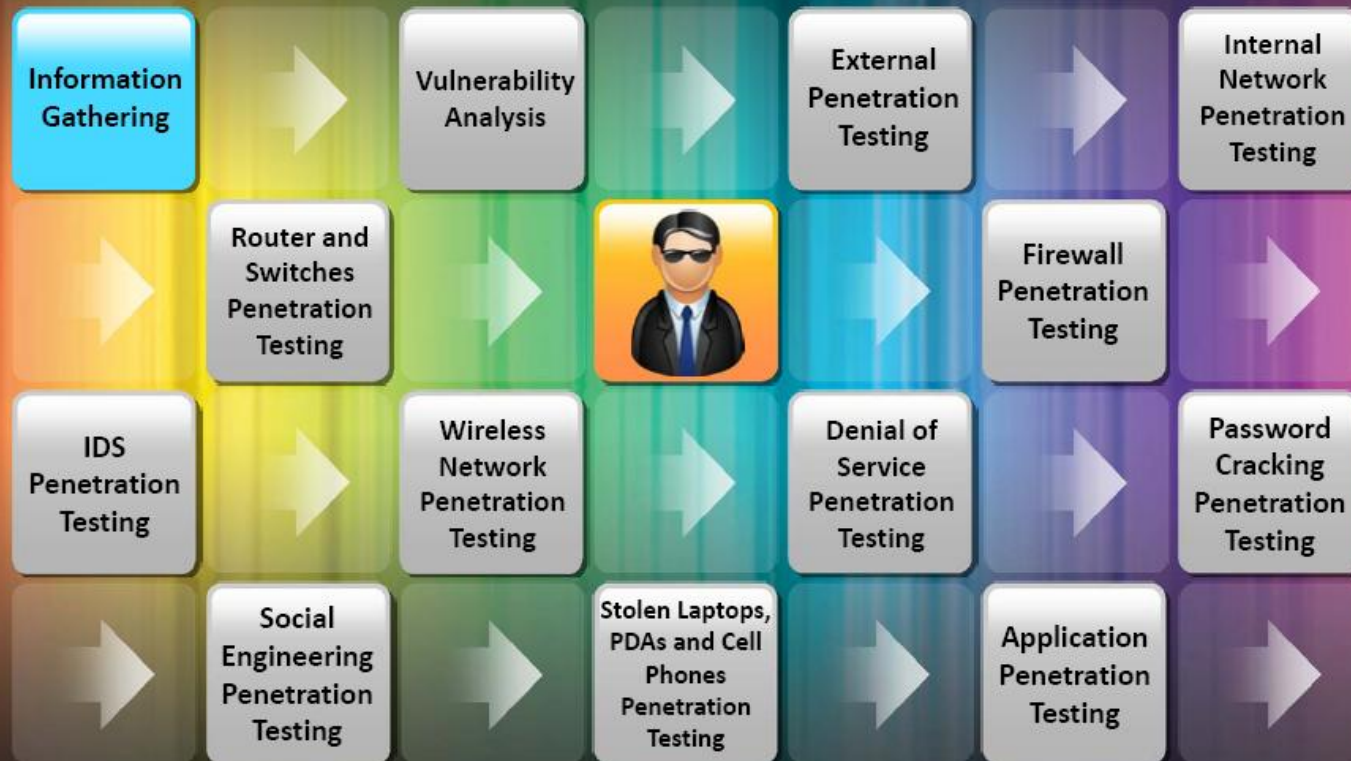 Information
Gathering
Vulnerability
Analysis
External
Penetration
Testing
Internal
Network
Penetration
Testing
Router and
Switches
Penetration
Testing
Firewall
Penetration
Testing
IDS
Penetration
Testing
Wireless
Network
Penetration
Testing
Denial of
Service
Penetration
Testing
Password
Cracking
Penetration
Testing
Social
Engineering
Penetration
Testing
Stolen Laptops,
PDAs and Cell
Phones
Penetration
Testing
Application
Penetration
Testing